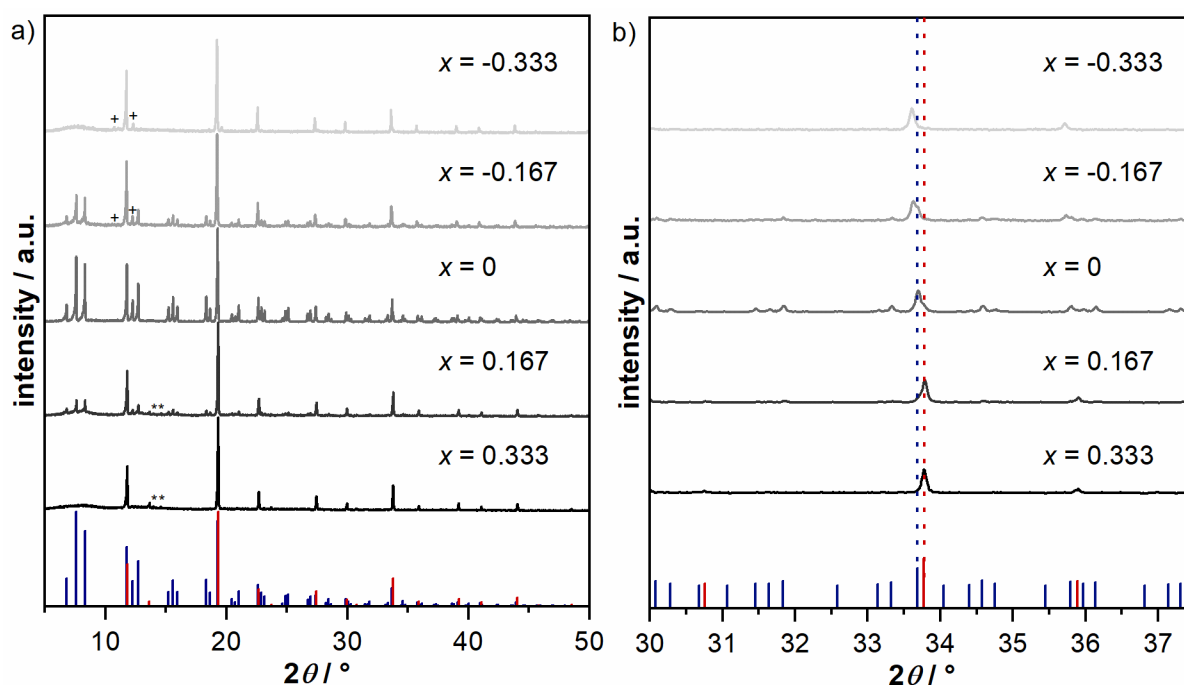 a)
intensity / a.u.
x = -0.333
+ +
x = -0.167
+ +
x = 0
x = 0.167
**
x = 0.333
**
10 20 30 40 50
2θ / °
b)
intensity / a.u.
x = -0.333
x = -0.167
x = 0
x = 0.167
x = 0.333
30 31 32 33 34 35 36 37
2θ / °